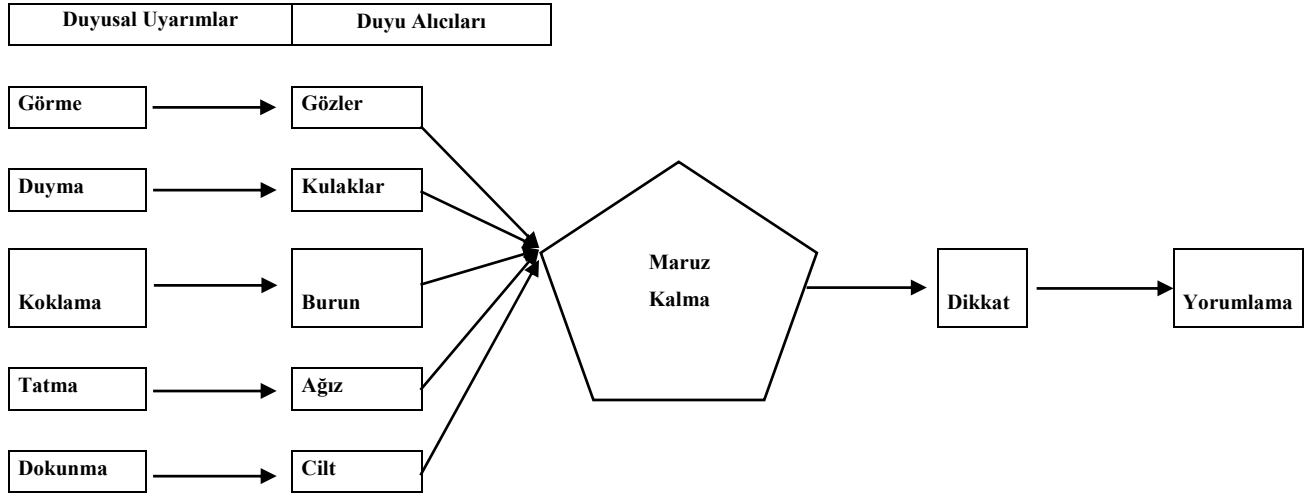 Duyusal Uyarımlar
Duyu Alıcıları
Görme
Gözler
Duyma
Kulaklar
Koklama
Burun
Tatma
Ağız
Dokunma
Cilt
Maruz
Kalma
Dikkat
Yorumlama